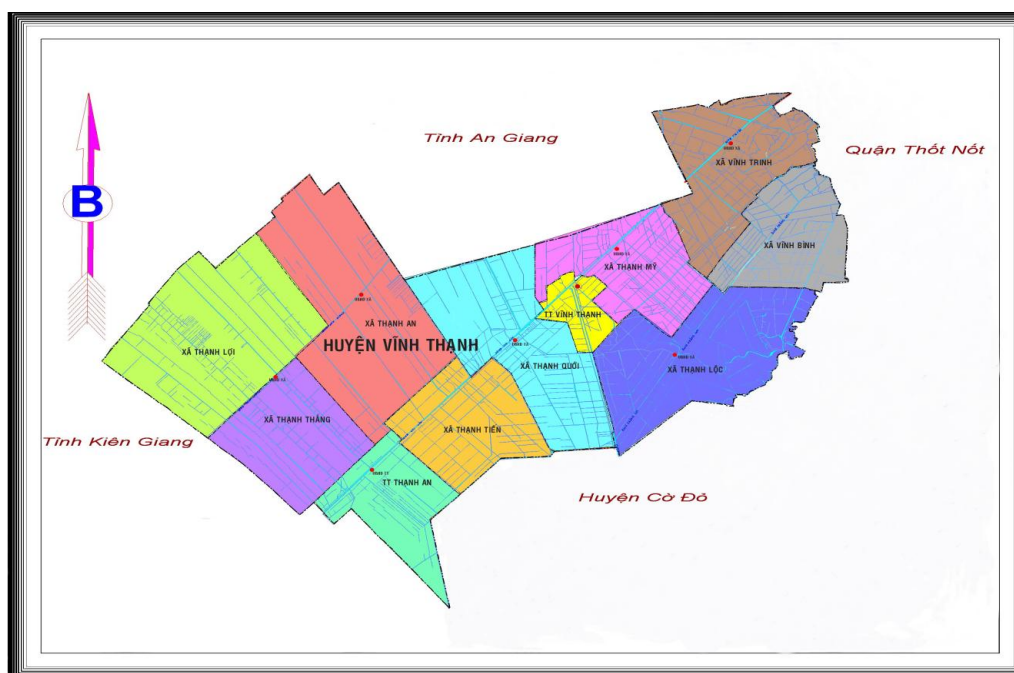 Tỉnh An Giang
Quận Thốt Nốt
B
XÃ VĨNH TRINH
XÃ VĨNH BÌNH
XÃ THẠNH MỸ
TT VĨNH THẠNH
XÃ THẠNH AN
HUYỆN VĨNH THẠNH
XÃ THẠNH LỢI
XÃ THẠNH QUỚI
XÃ THẠNH LỘC
XÃ THẠNH THẮNG
XÃ THẠNH TIẾN
Tỉnh Kiên Giang
TT THẠNH AN
Huyện Cờ Đỏ